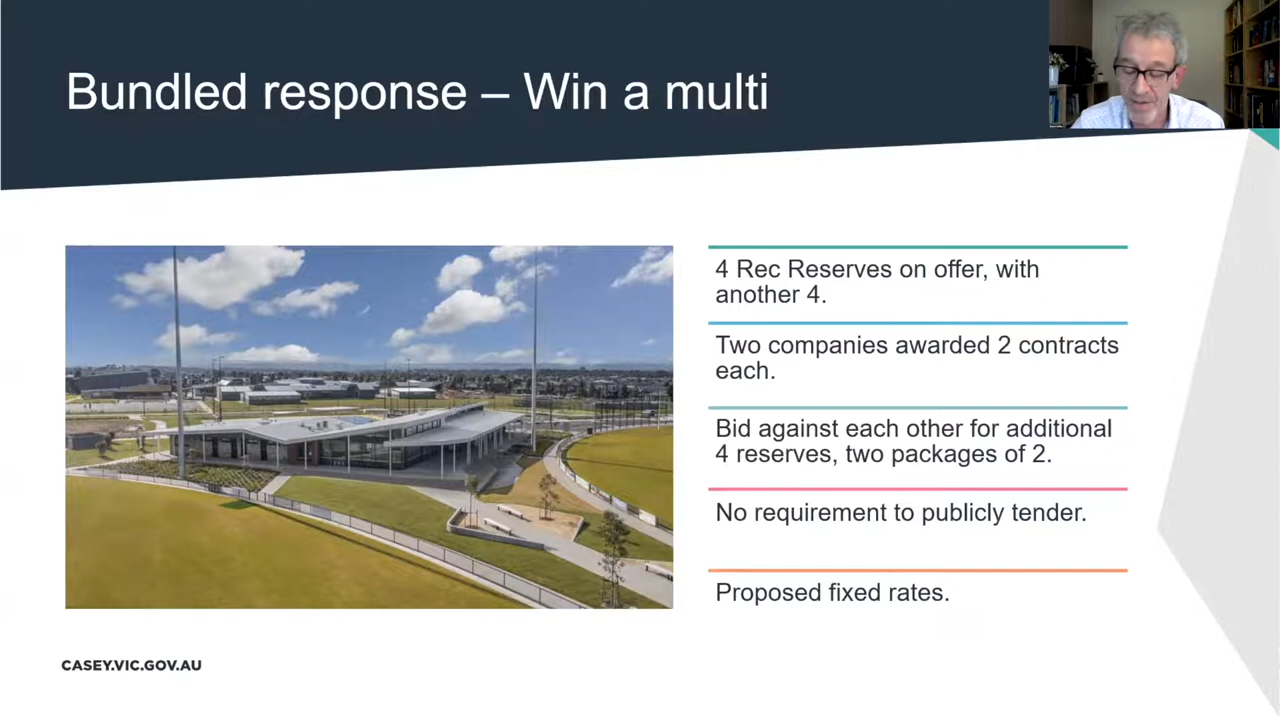 Bundled response – Win a multi
4 Rec Reserves on offer, with
another 4.
Two companies awarded 2 contracts
each.
Bid against each other for additional
4 reserves, two packages of 2.
No requirement to publicly tender.
Proposed fixed rates.
CASEY.VIC.GOV.AU